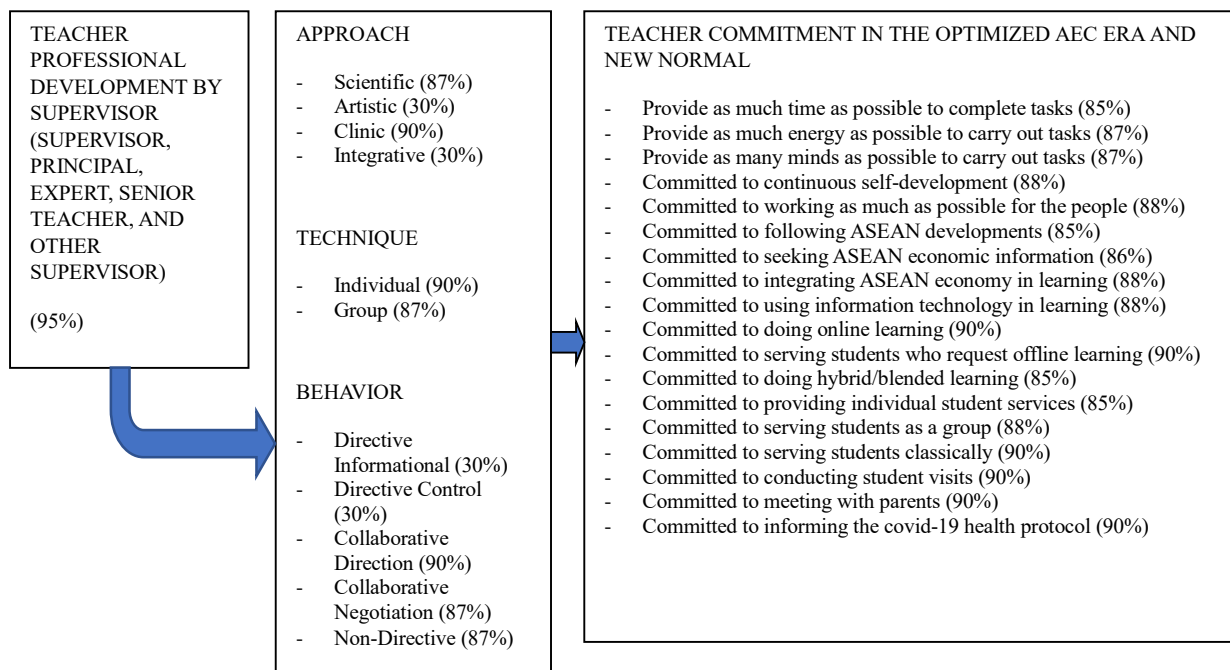 TEACHER
PROFESSIONAL
DEVELOPMENT BY
SUPERVISOR
(SUPERVISOR,
PRINCIPAL,
EXPERT, SENIOR
TEACHER, AND
OTHER
SUPERVISOR)
(95%)
APPROACH
- Scientific (87%)
- Artistic (30%)
- Clinic (90%)
- Integrative (30%)
TECHNIQUE
- Individual (90%)
- Group (87%)
BEHAVIOR
- Directive
Informational (30%)
- Directive Control
(30%)
- Collaborative
Direction (90%)
- Collaborative
Negotiation (87%)
- Non-Directive (87%)
TEACHER COMMITMENT IN THE OPTIMIZED AEC ERA AND
NEW NORMAL
- Provide as much time as possible to complete tasks (85%)
- Provide as much energy as possible to carry out tasks (87%)
- Provide as many minds as possible to carry out tasks (87%)
- Committed to continuous self-development (88%)
- Committed to working as much as possible for the people (88%)
- Committed to following ASEAN developments (85%)
- Committed to seeking ASEAN economic information (86%)
- Committed to integrating ASEAN economy in learning (88%)
- Committed to using information technology in learning (88%)
- Committed to doing online learning (90%)
- Committed to serving students who request offline learning (90%)
- Committed to doing hybrid/blended learning (85%)
- Committed to providing individual student services (85%)
- Committed to serving students as a group (88%)
- Committed to serving students classically (90%)
- Committed to conducting student visits (90%)
- Committed to meeting with parents (90%)
- Committed to informing the covid-19 health protocol (90%)